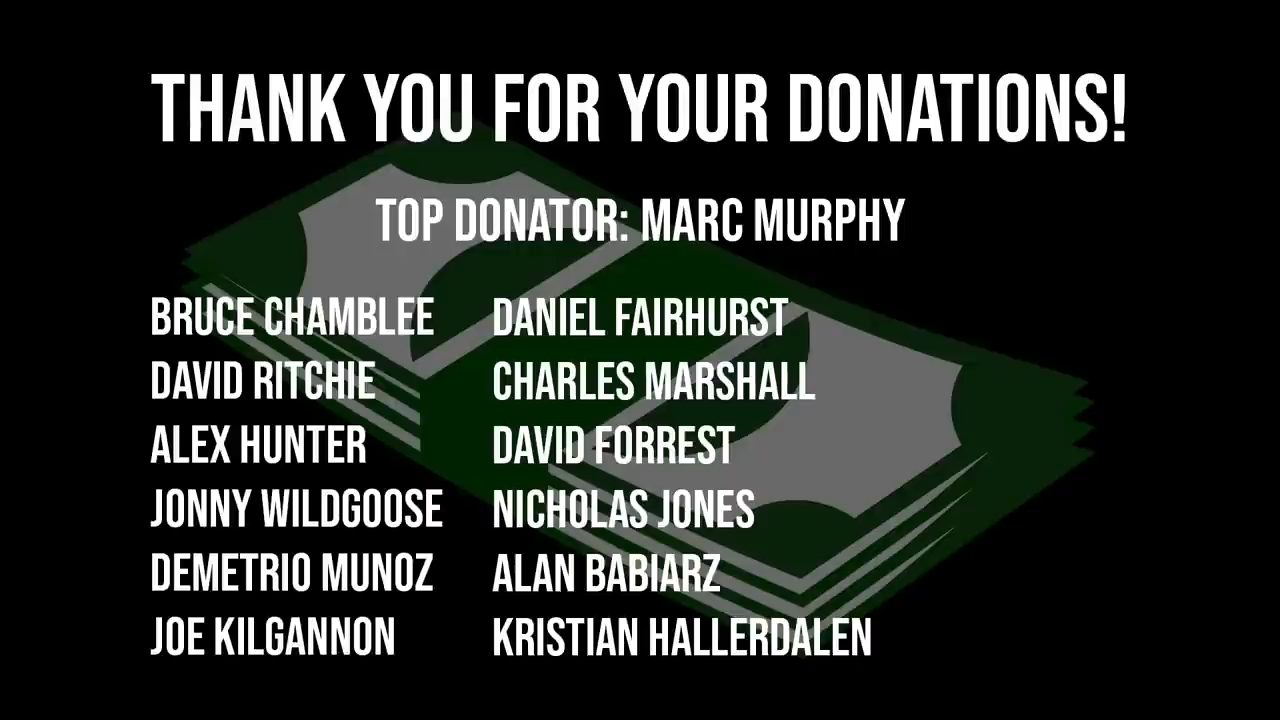 THANK YOU FOR YOUR DONATIONS!
TOP DONATOR: MARC MURPHY
BRUCE CHAMBLEE
DAVID RITCHIE
ALEX HUNTER
JONNY WILDGOOSE
DEMETRIO MUNOZ
JOE KILGANNON
DANIEL FAIRHURST
CHARLES MARSHALL
DAVID FORREST
NICHOLAS JONES
ALAN BABIARZ
KRISTIAN HALLERDALEN